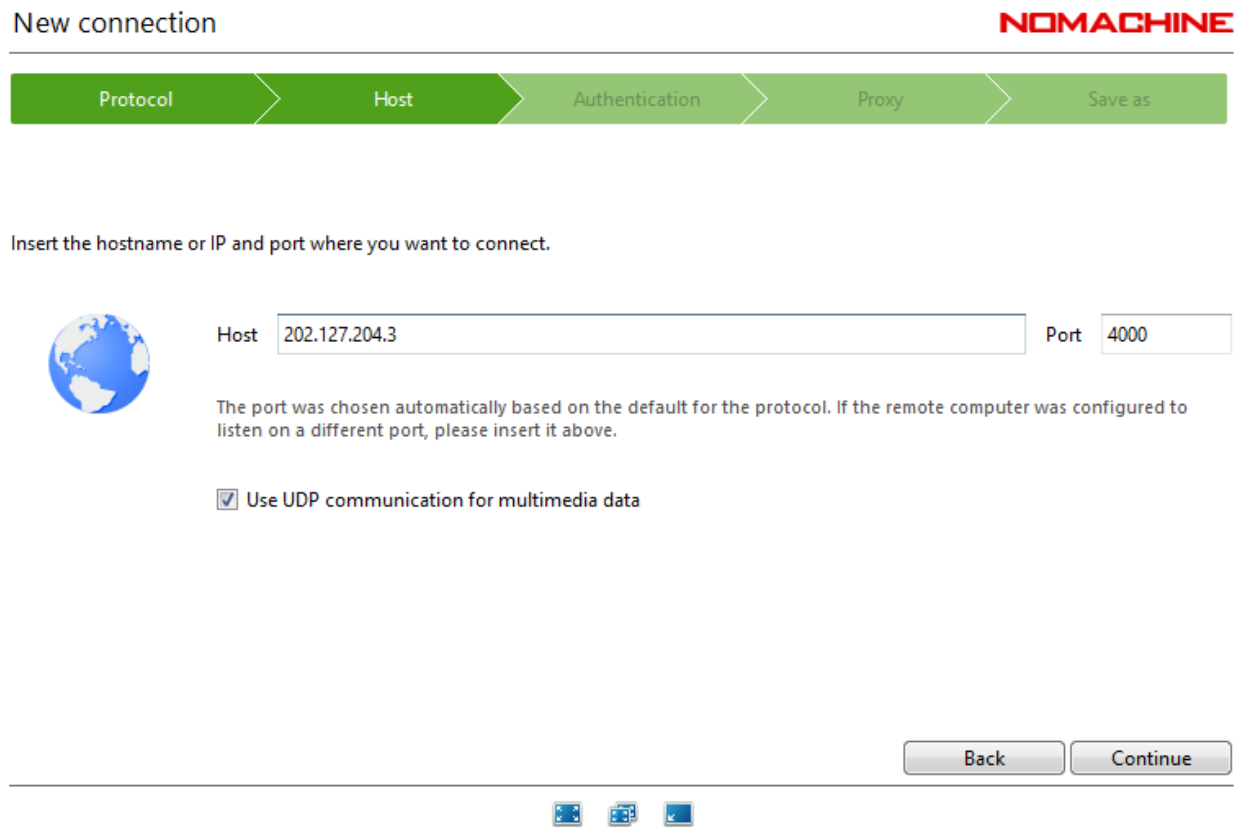 New connection
NOMACHINE
Protocol
Host
Authentication
Proxy
Save as
Insert the hostname or IP and port where you want to connect.
Host
202.127.204.3
Port
4000
The port was chosen automatically based on the default for the protocol. If the remote computer was configured to
listen on a different port, please insert it above.
Use UDP communication for multimedia data
Back
Continue